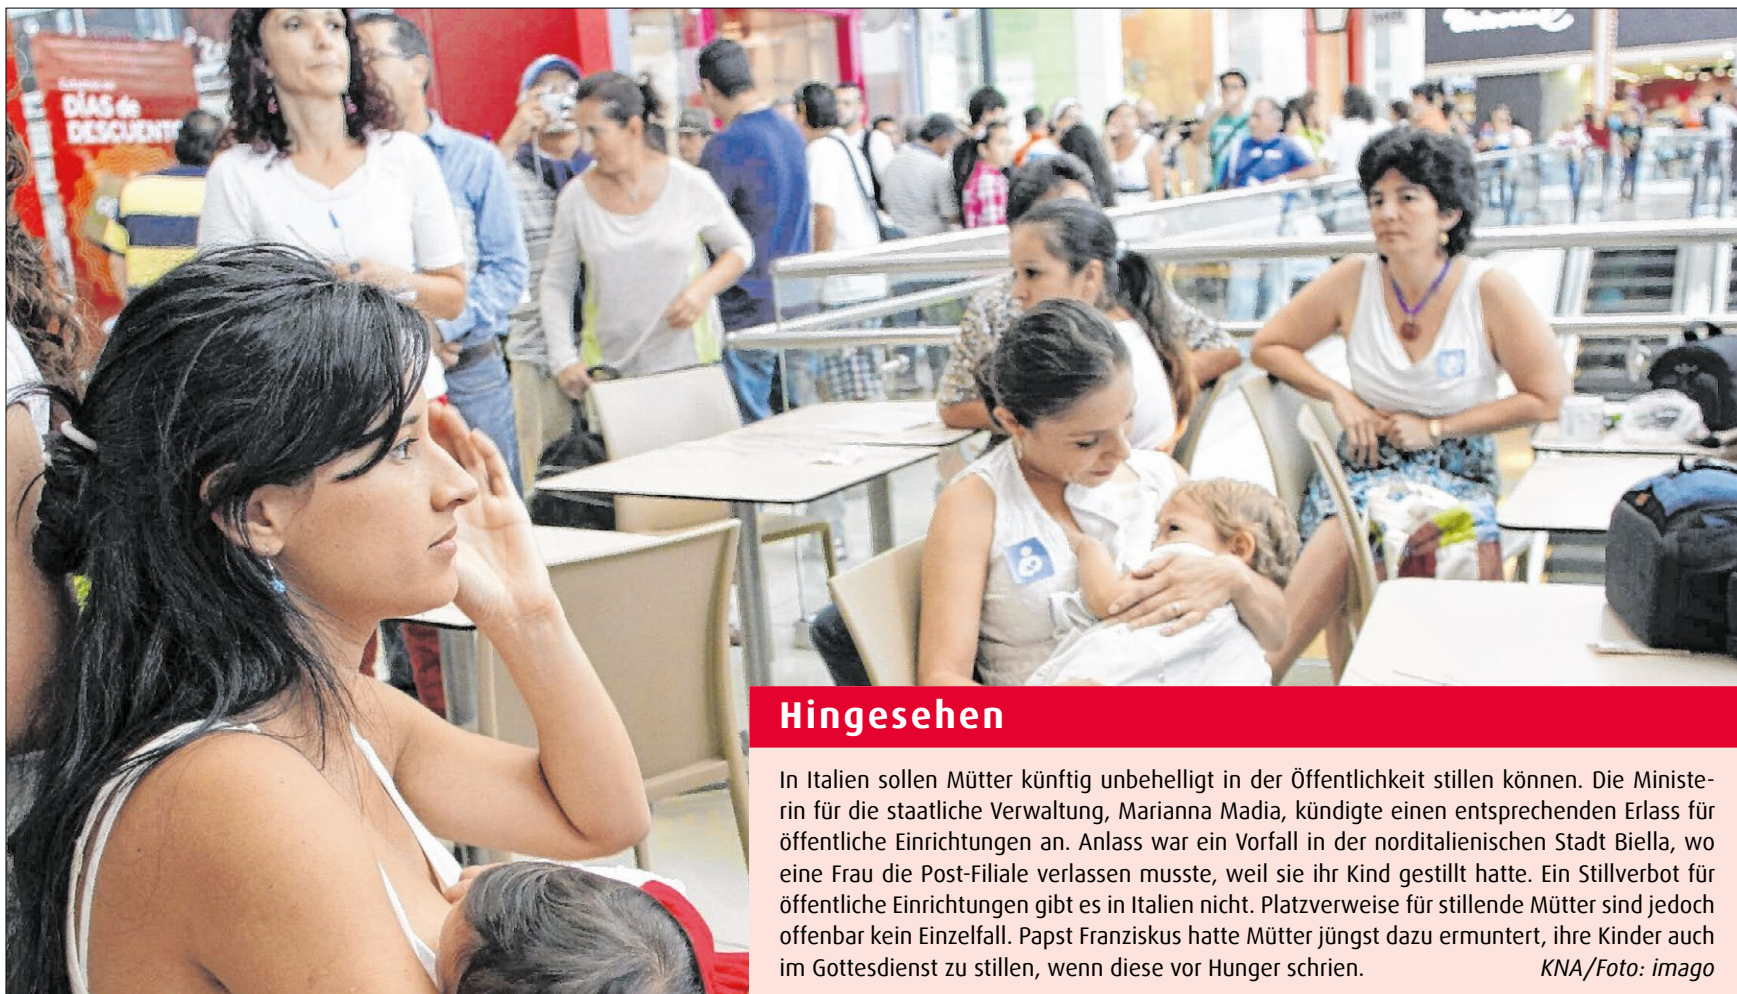 DÍAS de
DESCUENTO
Hingesehen
In Italien sollen Mütter künftig unbehelligt in der Öffentlichkeit stillen können. Die Ministe-
rin für die staatliche Verwaltung, Marianna Madia, kündigte einen entsprechenden Erlass für
öffentliche Einrichtungen an. Anlass war ein Vorfall in der norditalienischen Stadt Biella, wo
eine Frau die Post-Filiale verlassen musste, weil sie ihr Kind gestillt hatte. Ein Stillverbot für
öffentliche Einrichtungen gibt es in Italien nicht. Platzverweise für stillende Mütter sind jedoch
offenbar kein Einzelfall. Papst Franziskus hatte Mütter jüngst dazu ermuntert, ihre Kinder auch
im Gottesdienst zu stillen, wenn diese vor Hunger schrien. KNA/Foto: imago